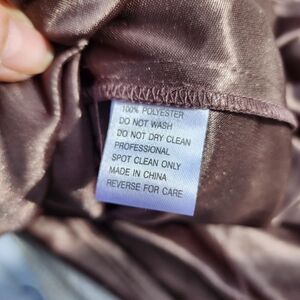 100% POLYESTER
DO NOT WASH
DO NOT DRY CLEAN
PROFESSIONAL
SPOT CLEAN ONLY
MADE IN CHINA
REVERSE FOR CARE